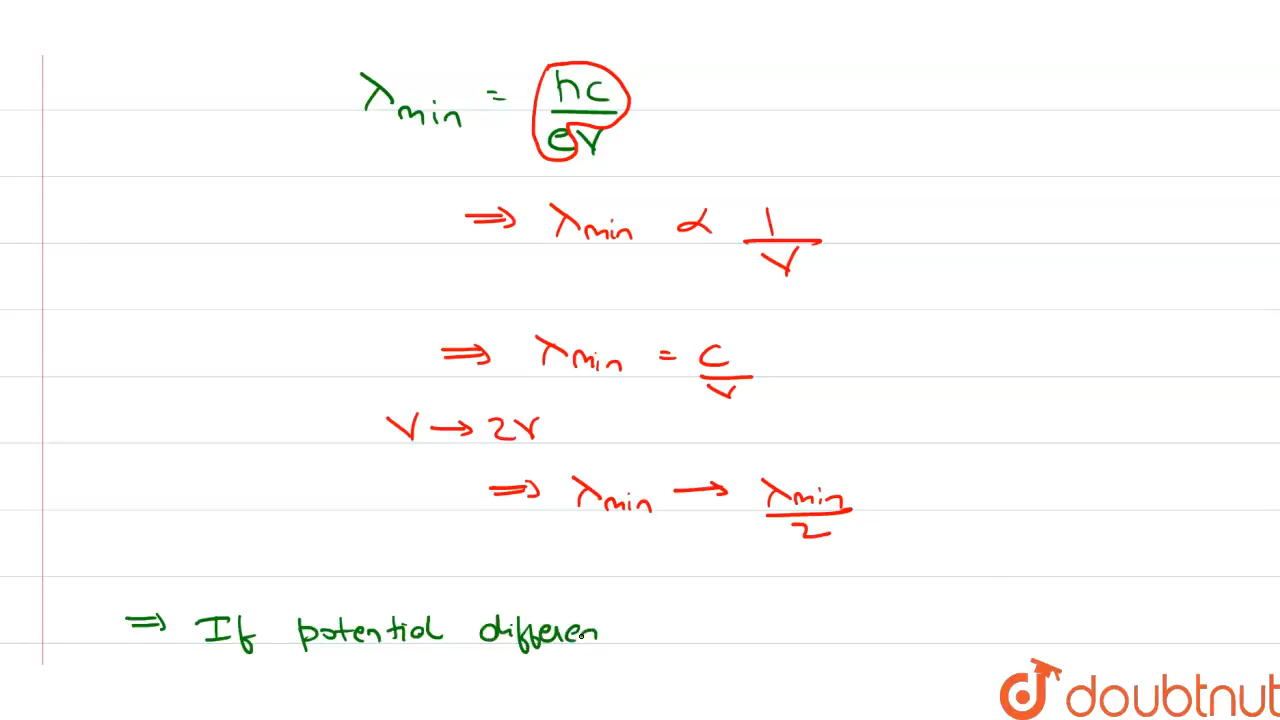 λmin = hc/eV
⇒ λmin ∝ 1/V
⇒ λmin = C/V
V → 2V
⇒ λmin → λmin/2
⇒ If potential differen
doubtnut